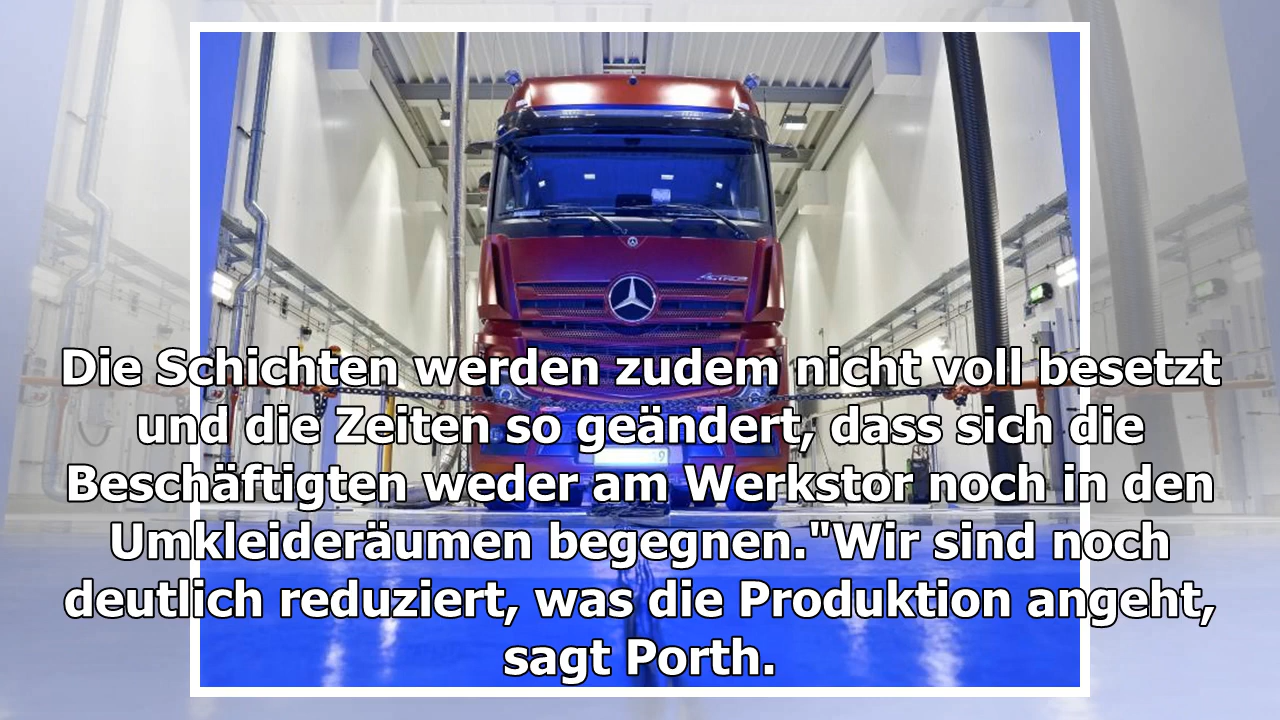 ACTROS
Die Schichten werden zudem nicht voll besetzt
und die Zeiten so geändert, dass sich die
Beschäftigten weder am Werkstor noch in den
Umkleideräumen begegnen."Wir sind noch
deutlich reduziert, was die Produktion angeht,
sagt Porth.